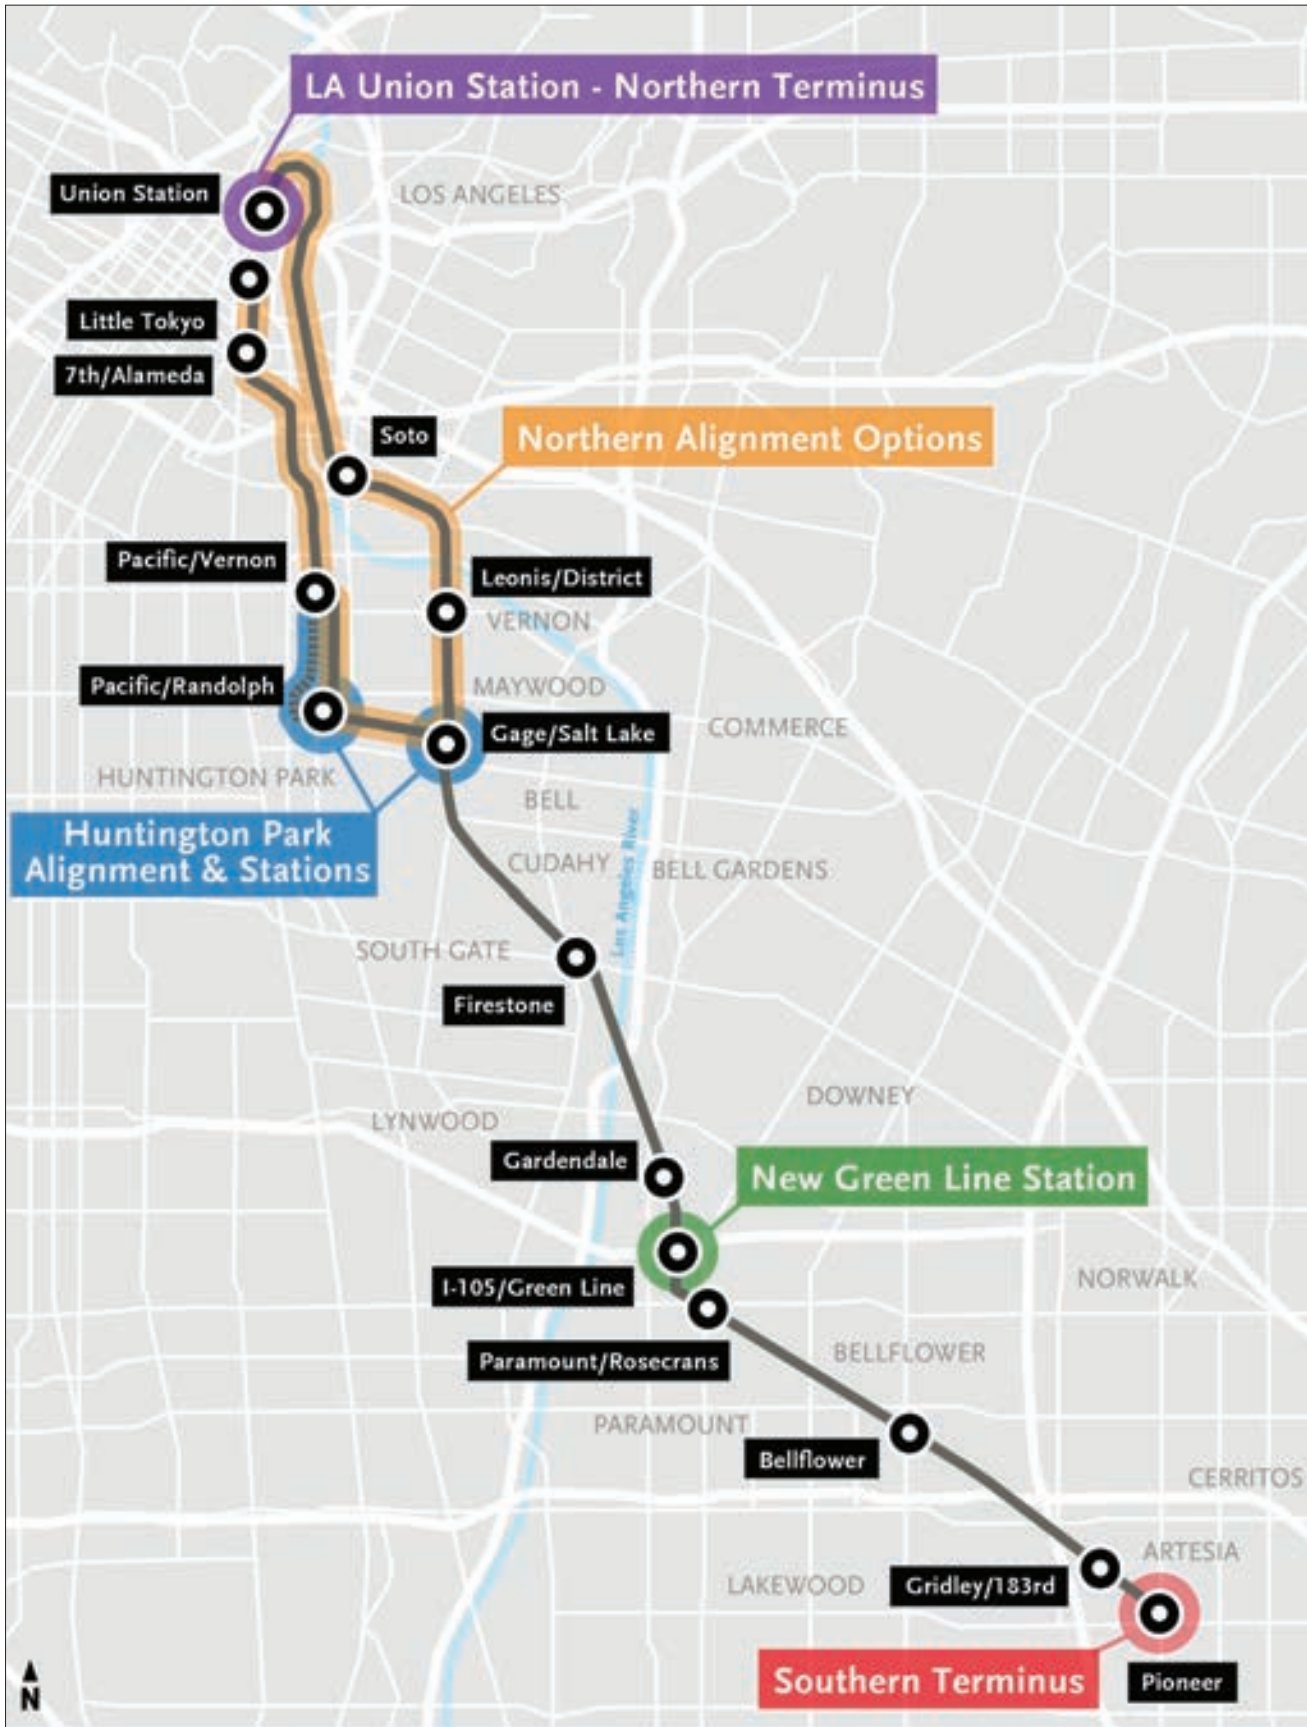 LA Union Station - Northern Terminus
Union Station
LOS ANGELES
Little Tokyo
7th/Alameda
Soto
Northern Alignment Options
Pacific/Vernon
Leonis/District
VERNON
Pacific/Randolph
MAYWOOD
Gage/Salt Lake
COMMERCE
HUNTINGTON PARK
BELL
Huntington Park
Alignment & Stations
CUDAHY
BELL GARDENS
Los Angeles River
SOUTH GATE
Firestone
DOWNEY
LYNWOOD
Gardendale
New Green Line Station
I-105/Green Line
NORWALK
Paramount/Rosecrans
BELLFLOWER
PARAMOUNT
Bellflower
CERRITOS
ARTESIA
LAKEWOOD
Gridley/183rd
Southern Terminus
Pioneer
N